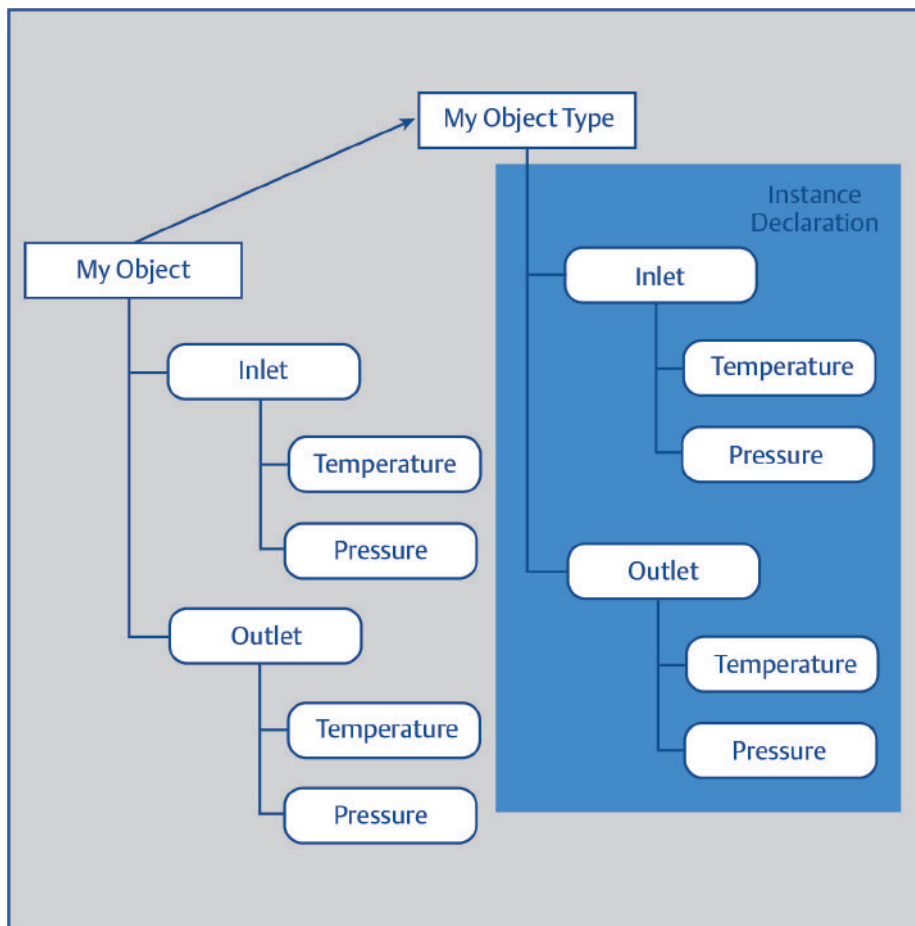 My Object Type
Instance
Declaration
My Object
Inlet
Temperature
Pressure
Outlet
Temperature
Pressure
Inlet
Temperature
Pressure
Outlet
Temperature
Pressure